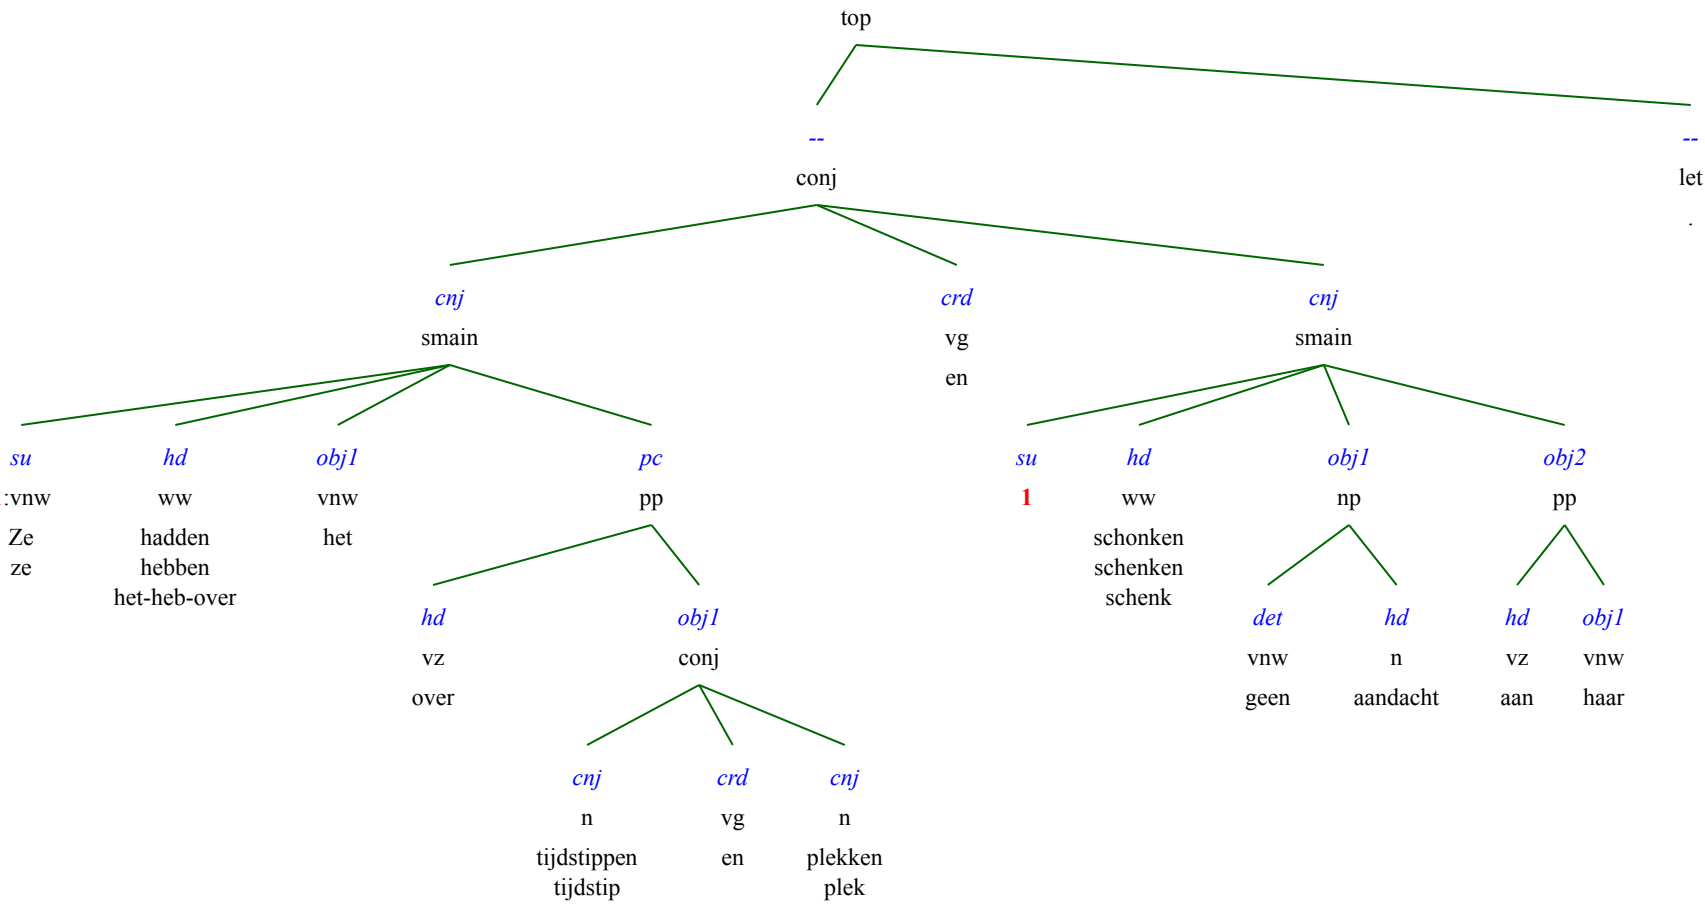 top
-- --
conj let
.
cnj crd cnj
smain vg smain
en
su hd obj1 pc su hd obj1 obj2
:vnw ww vnw pp 1 ww np pp
Ze hadden het schonken
ze hebben schenken
het-heb-over schenk
hd obj1 det hd hd obj1
vz conj vnw n vz vnw
over geen aandacht aan haar
cnj crd cnj
n vg n
tijdstippen en plekken
tijdstip plek